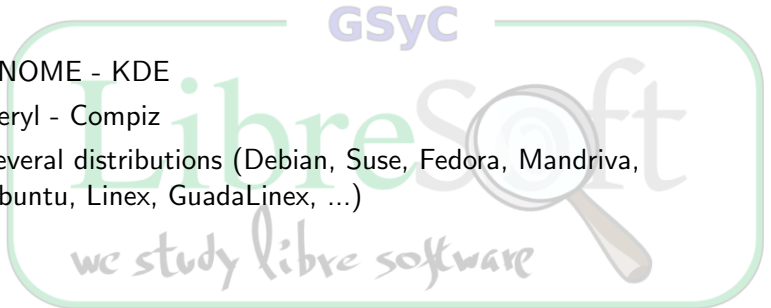 GSyC
NOME - KDE
eryl - Compiz
everal distributions (Debian, Suse, Fedora, Mandriva,
buntu, Linex, GuadaLinex, ...)
LibreSoft
we study libre software